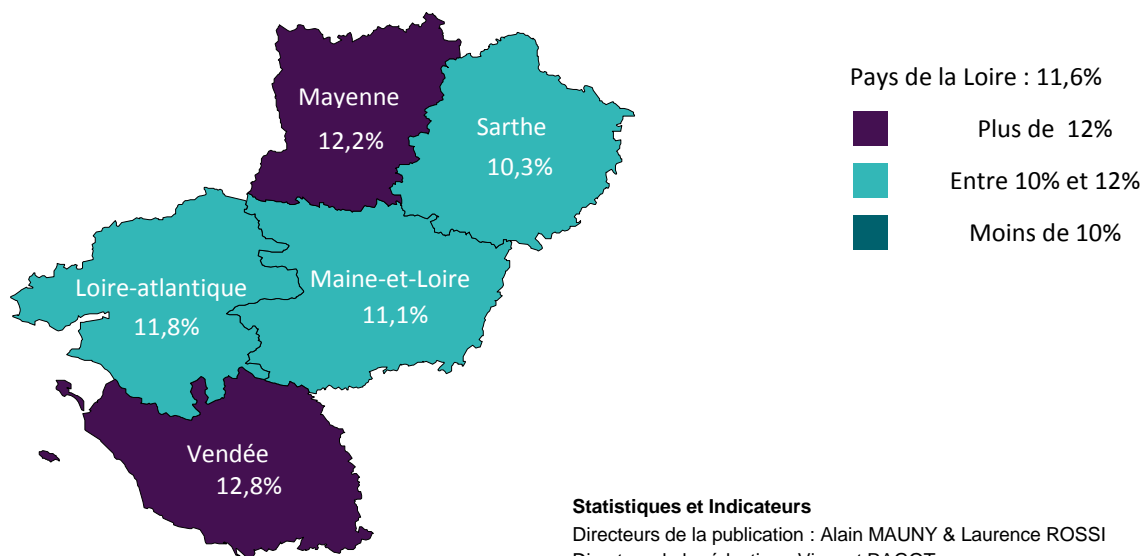 Mayenne
12,2%
Sarthe
10,3%
Loire-atlantique
11,8%
Maine-et-Loire
11,1%
Vendée
12,8%
Pays de la Loire : 11,6%
Plus de 12%
Entre 10% et 12%
Moins de 10%
Statistiques et Indicateurs
Directeurs de la publication : Alain MAUNY & Laurence ROSSI